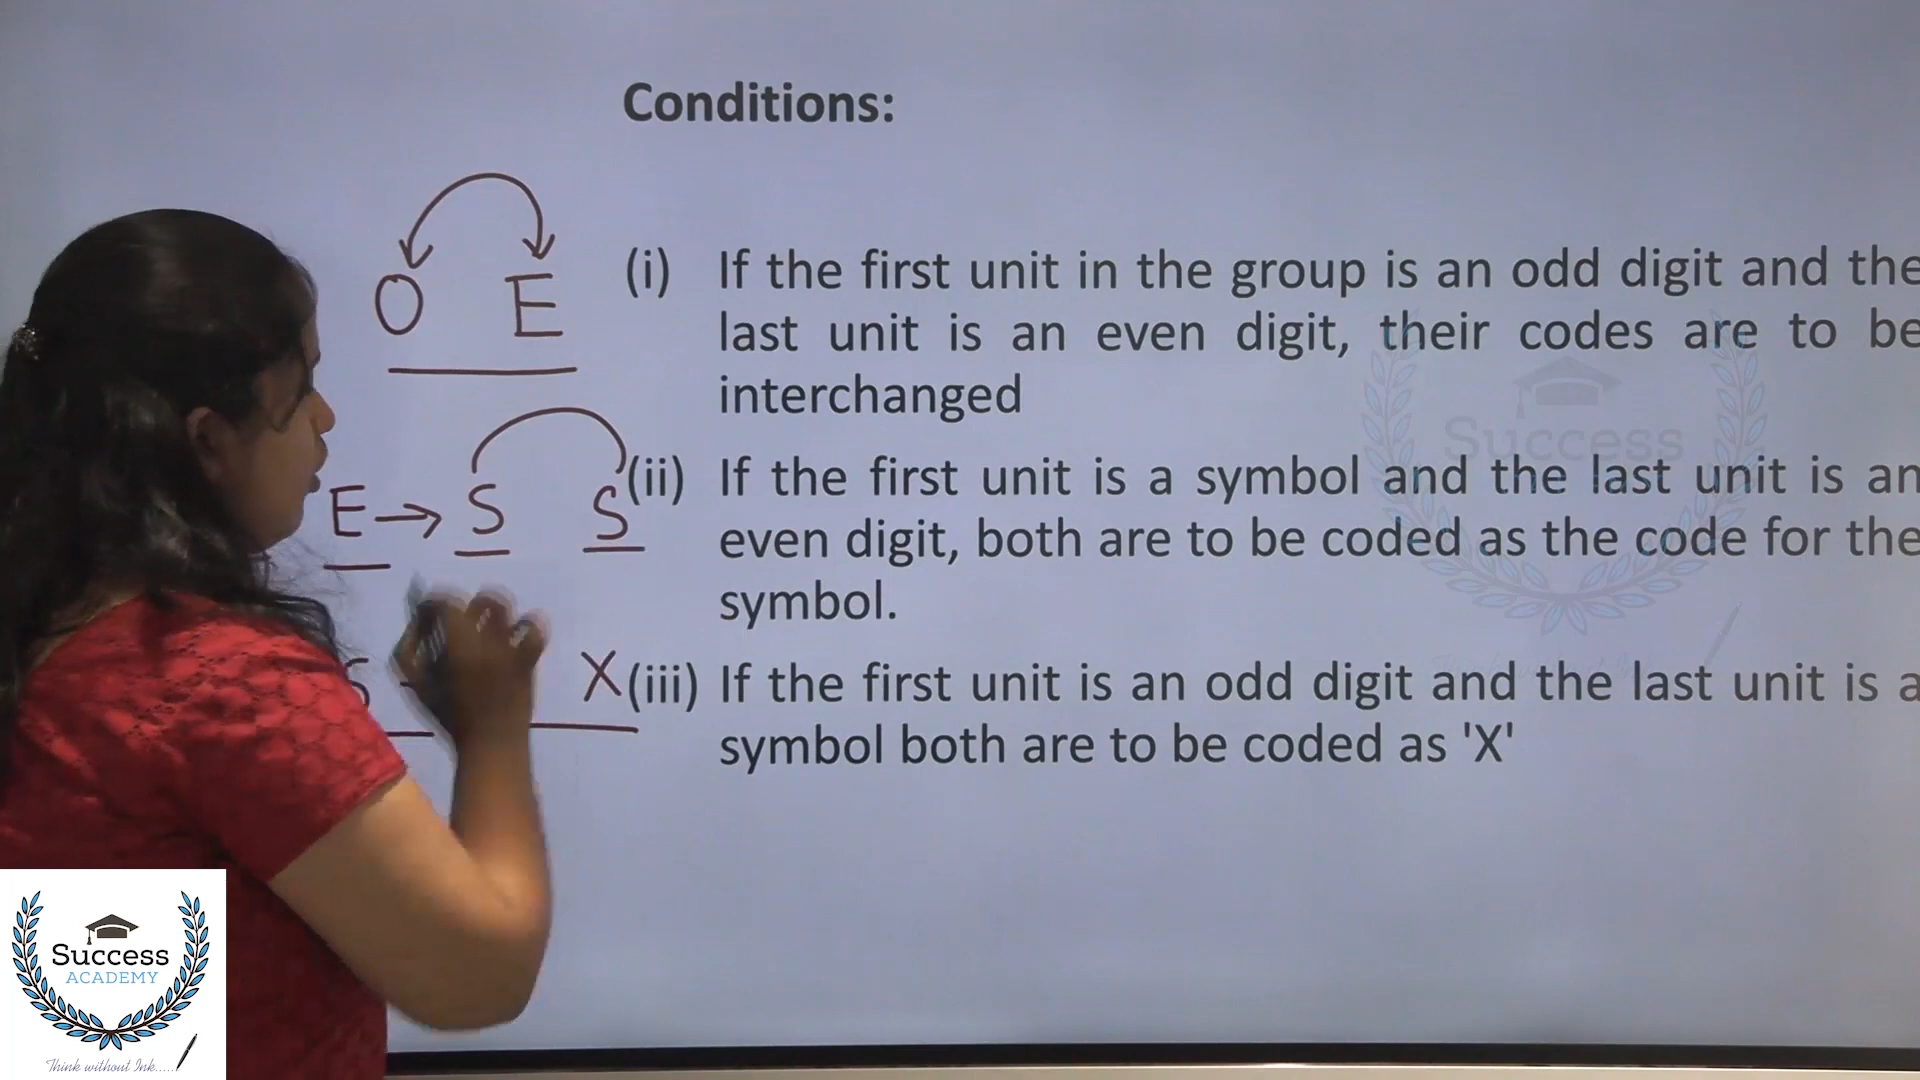 Conditions:
O E
(i) If the first unit in the group is an odd digit and the
last unit is an even digit, their codes are to be
interchanged
E → S S
(ii) If the first unit is a symbol and the last unit is an
even digit, both are to be coded as the code for the
symbol.
X
(iii) If the first unit is an odd digit and the last unit is a
symbol both are to be coded as 'X'
Success
Success
ACADEMY
Think without Ink.....